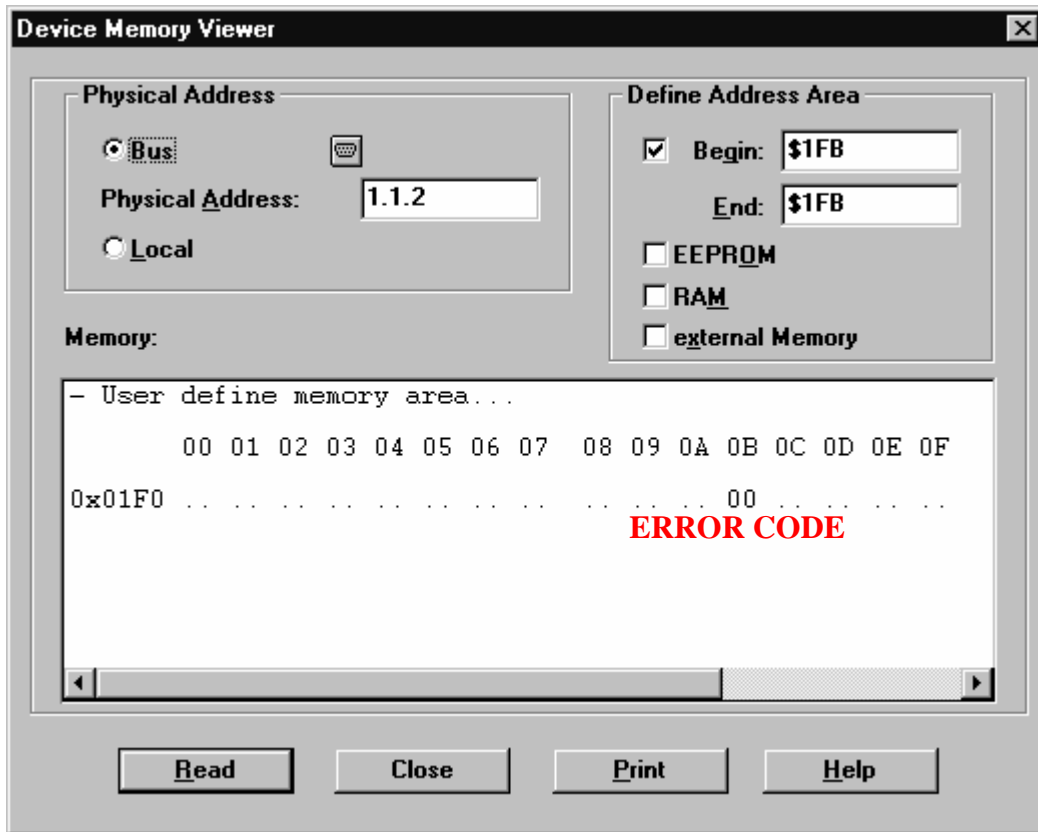 Device Memory Viewer
Physical Address
Bus
Physical Address: 1.1.2
Local
Define Address Area
Begin: $1FB
End: $1FB
EEPROM
RAM
external Memory
Memory:
– User define memory area...
00 01 02 03 04 05 06 07 08 09 0A 0B 0C 0D 0E 0F
0x01F0 .. .. .. .. .. .. .. .. .. .. .. 00 .. .. .. ..
ERROR CODE
Read Close Print Help